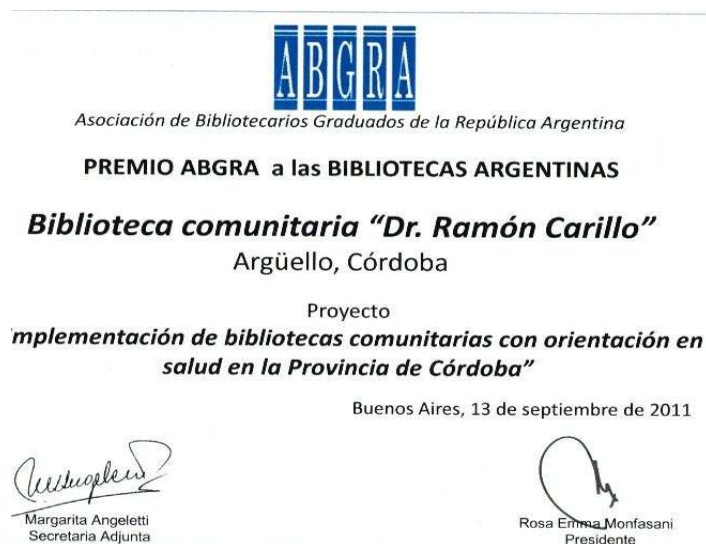 ABGRA
Asociación de Bibliotecarios Graduados de la República Argentina
PREMIO ABGRA a las BIBLIOTECAS ARGENTINAS
Biblioteca comunitaria “Dr. Ramón Carillo”
Argüello, Córdoba
Proyecto
mplementación de bibliotecas comunitarias con orientación en
salud en la Provincia de Córdoba”
Buenos Aires, 13 de septiembre de 2011
Margarita Angeletti
Secretaria Adjunta
Rosa Emma Monfasani
Presidente